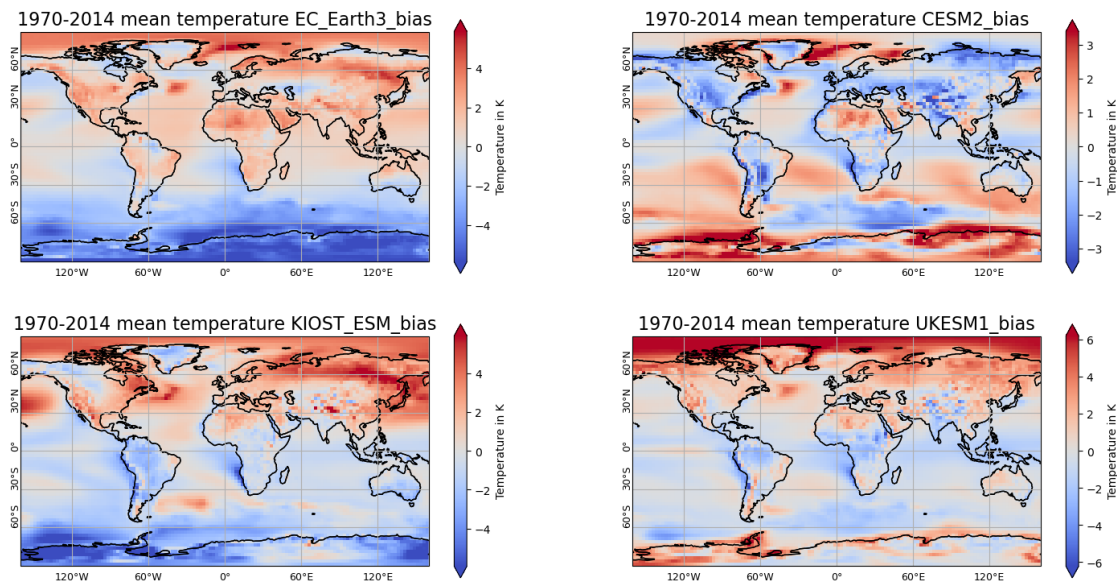 1970-2014 mean temperature EC_Earth3_bias
60°N
30°N
0°
30°S
60°S
120°W 60°W 0° 60°E 120°E
4
2
0
−2
−4
Temperature in K
1970-2014 mean temperature CESM2_bias
60°N
30°N
0°
30°S
60°S
120°W 60°W 0° 60°E 120°E
3
2
1
0
−1
−2
−3
Temperature in K
1970-2014 mean temperature KIOST_ESM_bias
60°N
30°N
0°
30°S
60°S
120°W 60°W 0° 60°E 120°E
4
2
0
−2
−4
Temperature in K
1970-2014 mean temperature UKESM1_bias
60°N
30°N
0°
30°S
60°S
120°W 60°W 0° 60°E 120°E
6
4
2
0
−2
−4
−6
Temperature in K